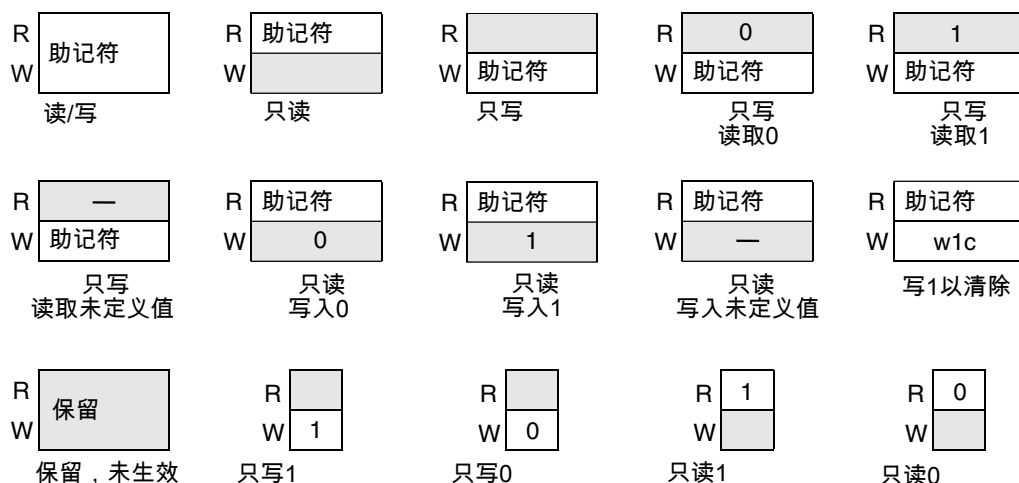 R 助记符 R 助记符 R R 0 R 1
W W W 助记符 W 助记符 W 助记符
读/写 只读 只写 只写 只写
读取0 读取1
R — R 助记符 R 助记符 R 助记符 R 助记符
W 助记符 W 0 W 1 W — W w1c
只写 只读 只读 只读 写1以清除
读取未定义值 写入0 写入1 写入未定义值
R 保留 R R R 1 R 0
W W 1 W 0 W W
保留，未生效 只写1 只写0 只读1 只读0